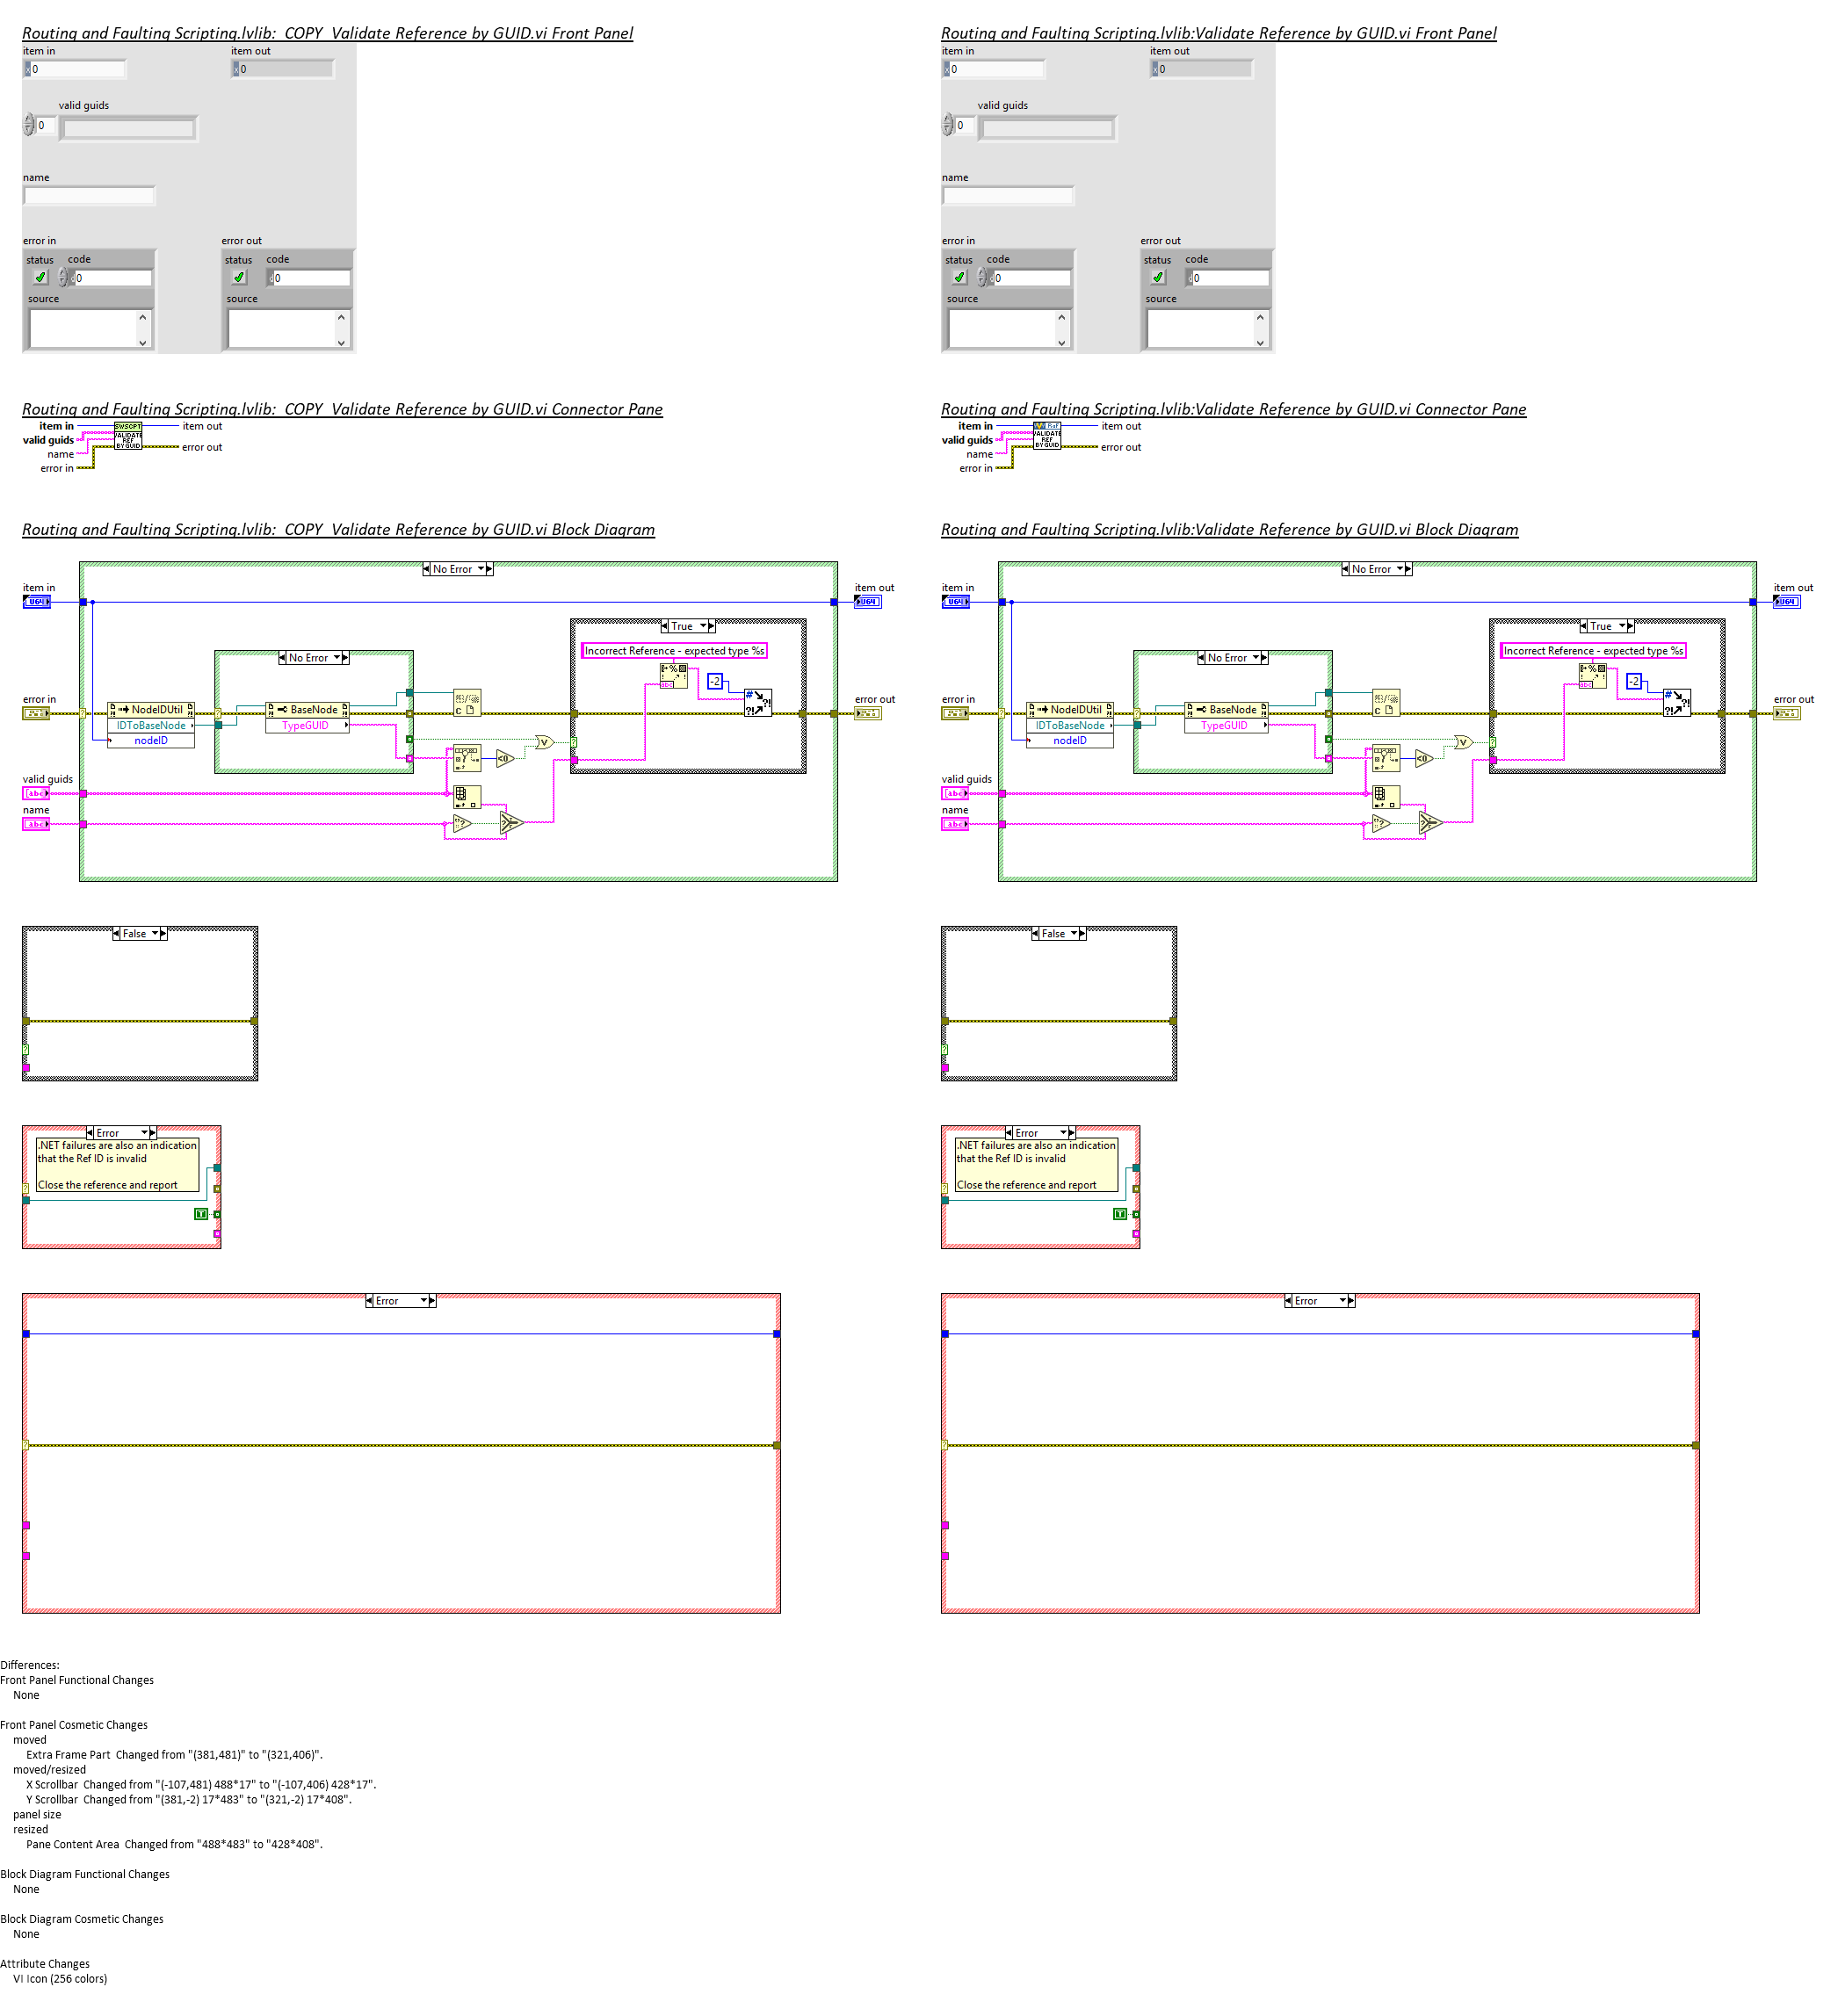 Routing and Faulting Scripting.lvlib:  COPY  Validate Reference by GUID.vi Front Panel
item in
item out
0
0
valid guids
0
name
error in
error out
status
code
status
code
0
0
source
source
Routing and Faulting Scripting.lvlib:Validate Reference by GUID.vi Front Panel
item in
item out
0
0
valid guids
0
name
error in
error out
status
code
status
code
0
0
source
source
Routing and Faulting Scripting.lvlib:  COPY  Validate Reference by GUID.vi Connector Pane
item in
item out
valid guids
name
error in
error out
SWSCPT
VALIDATE
REF
BY GUID
Routing and Faulting Scripting.lvlib:Validate Reference by GUID.vi Connector Pane
item in
item out
valid guids
name
error in
error out
Ref
VALIDATE
REF
BY GUID
Routing and Faulting Scripting.lvlib:  COPY  Validate Reference by GUID.vi Block Diagram
No Error
item in
item out
U64
U64
True
Incorrect Reference - expected type %s
No Error
-2
error in
error out
NodeIDUtil
IDToBaseNode
nodeID
BaseNode
TypeGUID
valid guids
abc
name
abc
Routing and Faulting Scripting.lvlib:Validate Reference by GUID.vi Block Diagram
No Error
item in
item out
U64
U64
True
Incorrect Reference - expected type %s
No Error
-2
error in
error out
NodeIDUtil
IDToBaseNode
nodeID
BaseNode
TypeGUID
valid guids
abc
name
abc
False
False
Error
.NET failures are also an indication
that the Ref ID is invalid
Close the reference and report
T
Error
.NET failures are also an indication
that the Ref ID is invalid
Close the reference and report
T
Error
Error
Differences:
Front Panel Functional Changes
None
Front Panel Cosmetic Changes
moved
Extra Frame Part  Changed from "(381,481)" to "(321,406)".
moved/resized
X Scrollbar  Changed from "(-107,481) 488*17" to "(-107,406) 428*17".
Y Scrollbar  Changed from "(381,-2) 17*483" to "(321,-2) 17*408".
panel size
resized
Pane Content Area  Changed from "488*483" to "428*408".
Block Diagram Functional Changes
None
Block Diagram Cosmetic Changes
None
Attribute Changes
VI Icon (256 colors)